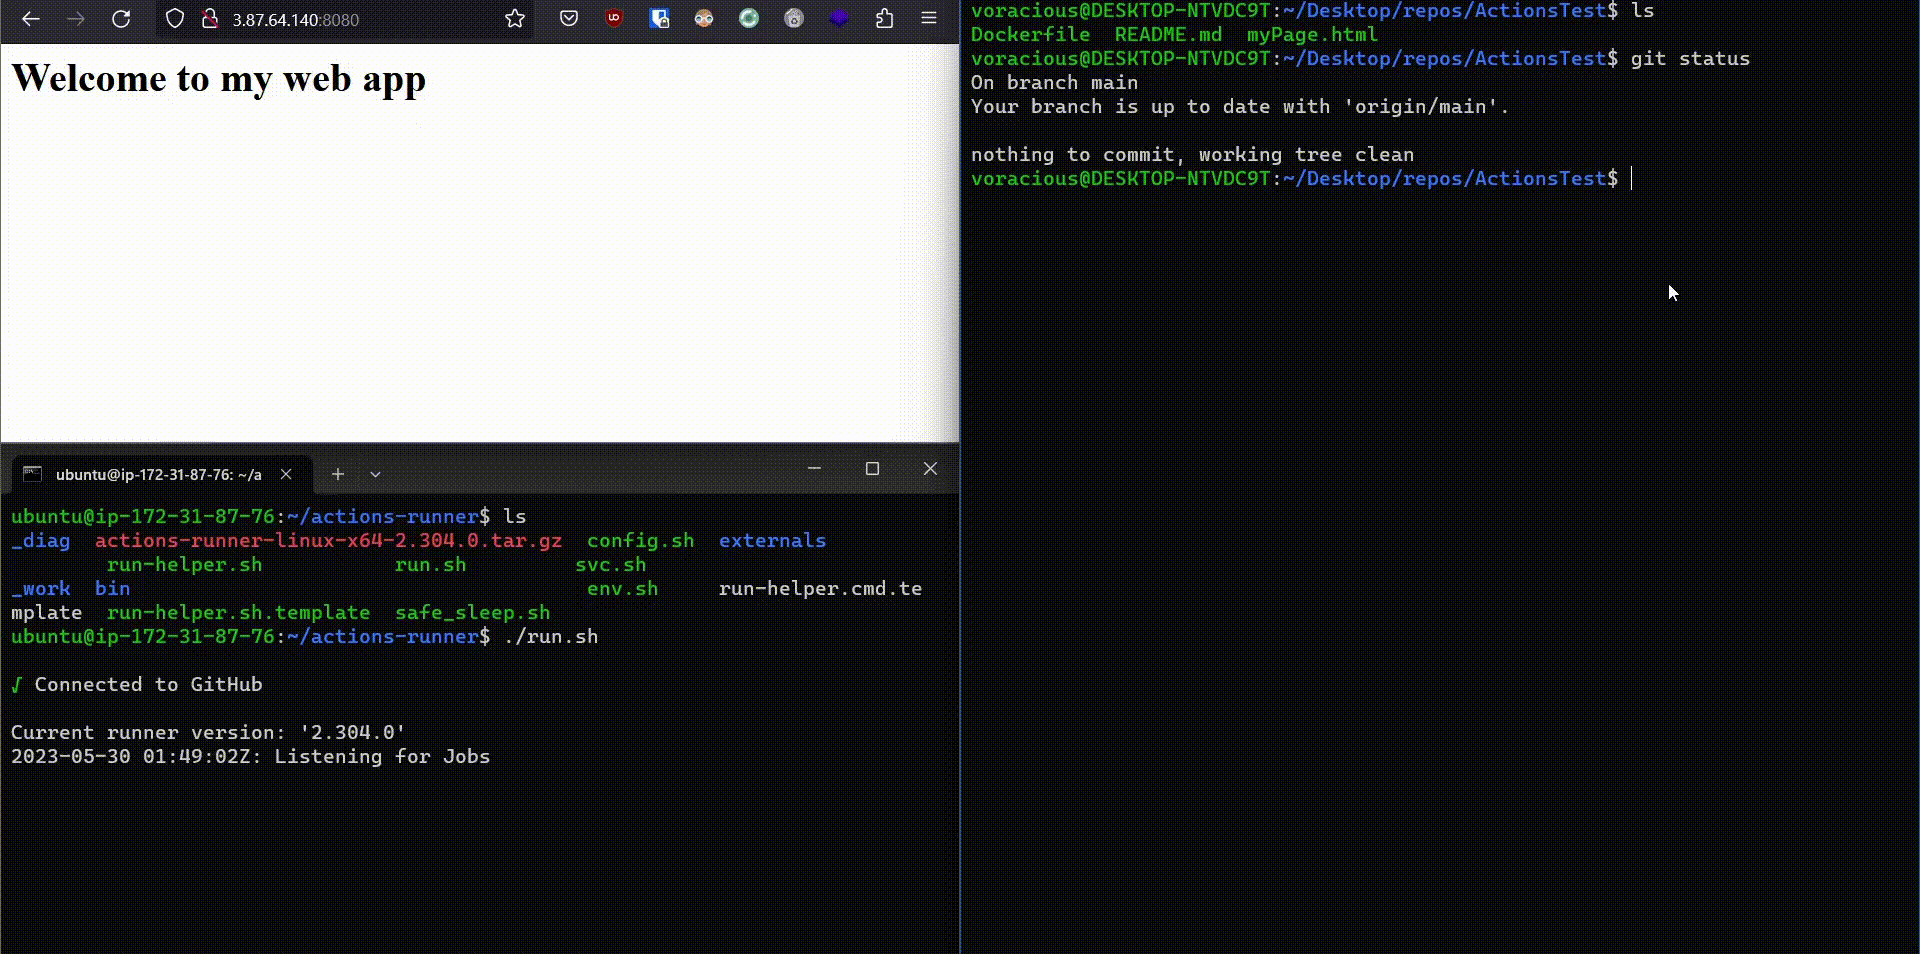 3.87.64.140:8080
Welcome to my web app
ubuntu@ip-172-31-87-76: ~/a
ubuntu@ip-172-31-87-76:~/actions-runner$ ls
_diag  actions-runner-linux-x64-2.304.0.tar.gz  config.sh  externals
        run-helper.sh           run.sh         svc.sh
_work  bin                                      env.sh     run-helper.cmd.te
mplate  run-helper.sh.template  safe_sleep.sh
ubuntu@ip-172-31-87-76:~/actions-runner$ ./run.sh
√ Connected to GitHub
Current runner version: '2.304.0'
2023-05-30 01:49:02Z: Listening for Jobs
voracious@DESKTOP-NTVDC9T:~/Desktop/repos/ActionsTest$ ls
Dockerfile  README.md  myPage.html
voracious@DESKTOP-NTVDC9T:~/Desktop/repos/ActionsTest$ git status
On branch main
Your branch is up to date with 'origin/main'.
nothing to commit, working tree clean
voracious@DESKTOP-NTVDC9T:~/Desktop/repos/ActionsTest$